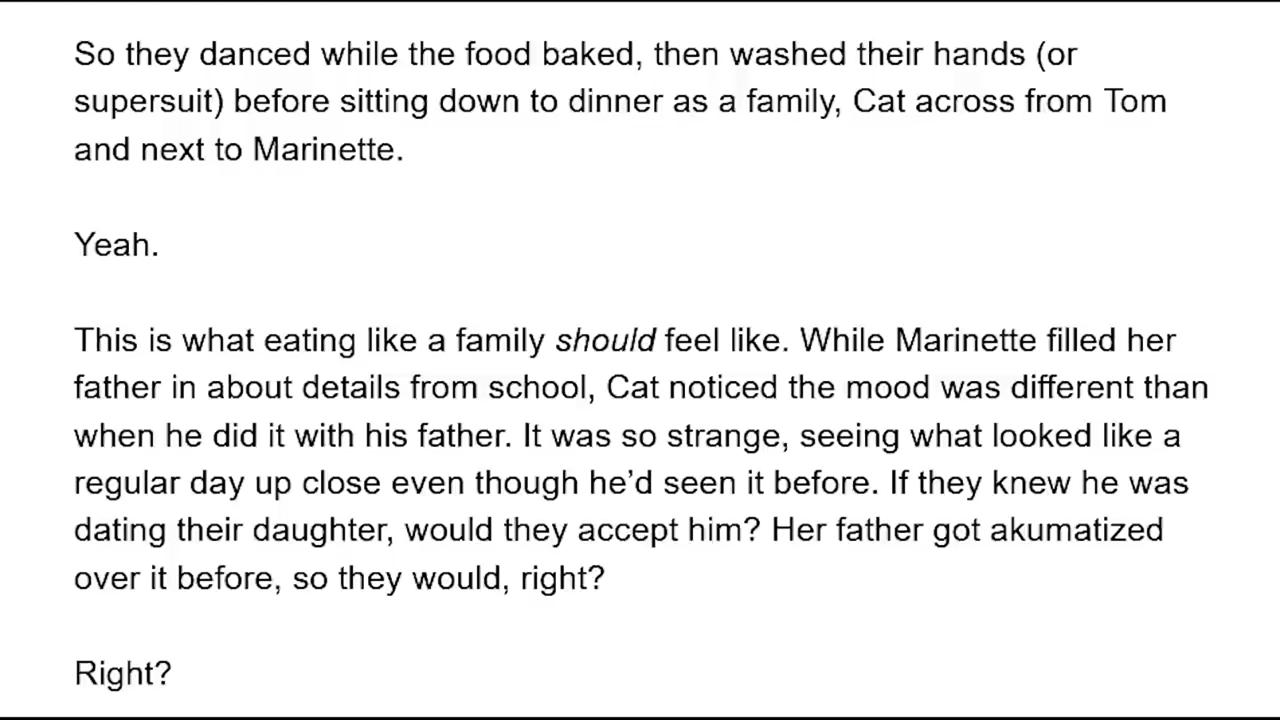 So they danced while the food baked, then washed their hands (or
supersuit) before sitting down to dinner as a family, Cat across from Tom
and next to Marinette.
Yeah.
This is what eating like a family should feel like. While Marinette filled her
father in about details from school, Cat noticed the mood was different than
when he did it with his father. It was so strange, seeing what looked like a
regular day up close even though he’d seen it before. If they knew he was
dating their daughter, would they accept him? Her father got akumatized
over it before, so they would, right?
Right?